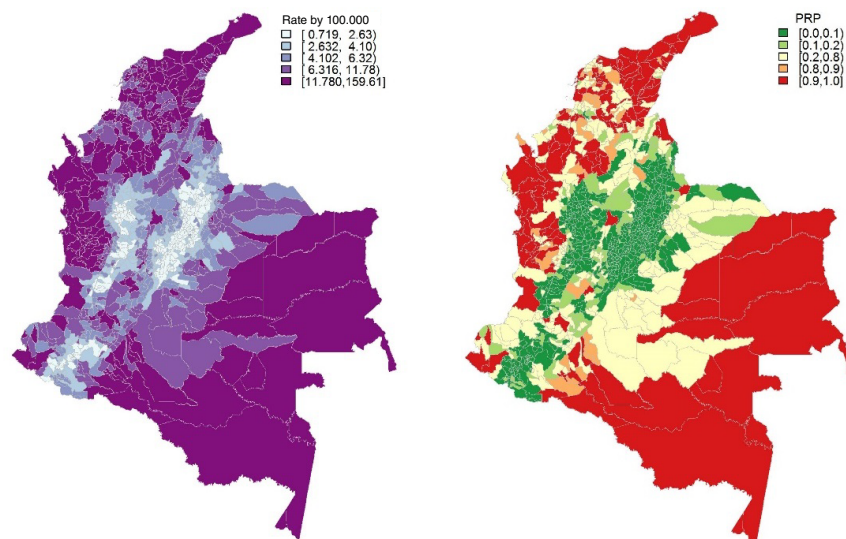 Rate by 100.000
[ 0.719, 2.63)
[ 2.632, 4.10)
[ 4.102, 6.32)
[ 6.316, 11.78)
[11.780,159.61]
PRP
[0.0,0.1)
[0.1,0.2)
[0.2,0.8)
[0.8,0.9)
[0.9,1.0]